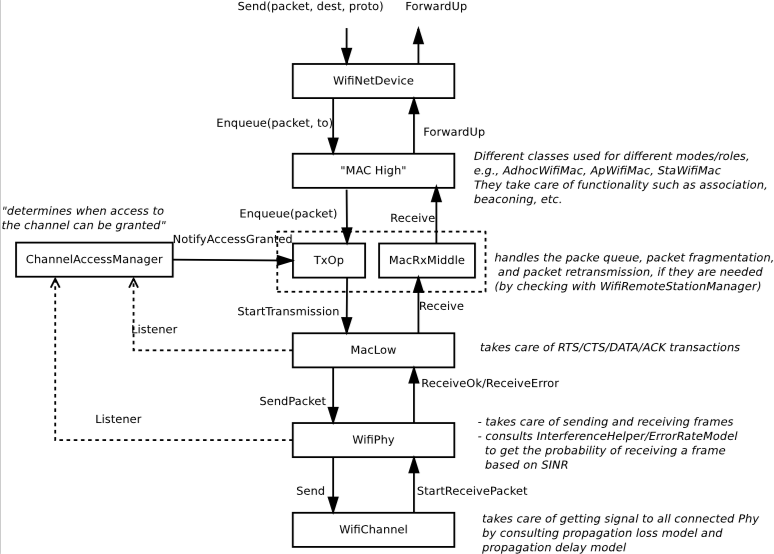 Send(packet, dest, proto)
ForwardUp
WifiNetDevice
Enqueue(packet, to)
ForwardUp
"MAC High"
Different classes used for different modes/roles,
e.g., AdhocWifiMac, ApWifiMac, StaWifiMac
They take care of functionality such as association,
beaconing, etc.
"determines when access to
the channel can be granted"
Enqueue(packet)
Receive
NotifyAccessGranted
ChannelAccessManager
TxOp
MacRxMiddle
handles the packe queue, packet fragmentation,
and packet retransmission, if they are needed
(by checking with WifiRemoteStationManager)
StartTransmission
Receive
Listener
MacLow
takes care of RTS/CTS/DATA/ACK transactions
ReceiveOk/ReceiveError
SendPacket
Listener
WifiPhy
- takes care of sending and receiving frames
- consults InterferenceHelper/ErrorRateModel
to get the probability of receiving a frame
based on SINR
Send
StartReceivePacket
WifiChannel
takes care of getting signal to all connected Phy
by consulting propagation loss model and
propagation delay model